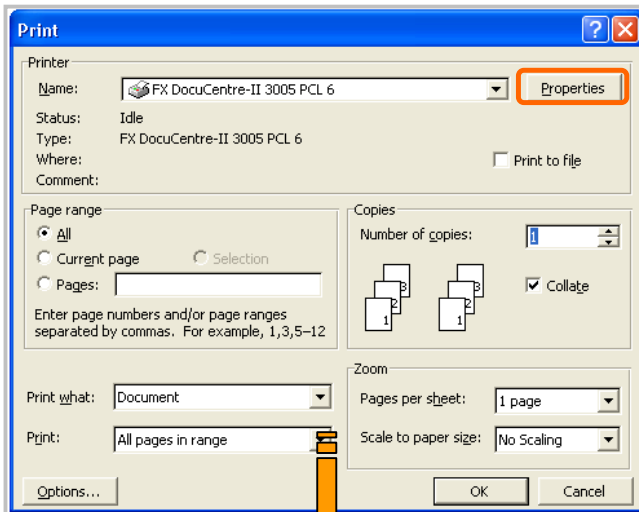 Print
Printer
Name: FX DocuCentre-II 3005 PCL 6 Properties
Status: Idle
Type: FX DocuCentre-II 3005 PCL 6
Where: Print to file
Comment:
Page range
All
Current page Selection
Pages:
Enter page numbers and/or page ranges
separated by commas. For example, 1,3,5–12
Copies
Number of copies: 1
3 3
2 2
1 1
Collate
Print what: Document
Print: All pages in range
Zoom
Pages per sheet: 1 page
Scale to paper size: No Scaling
Options... OK Cancel